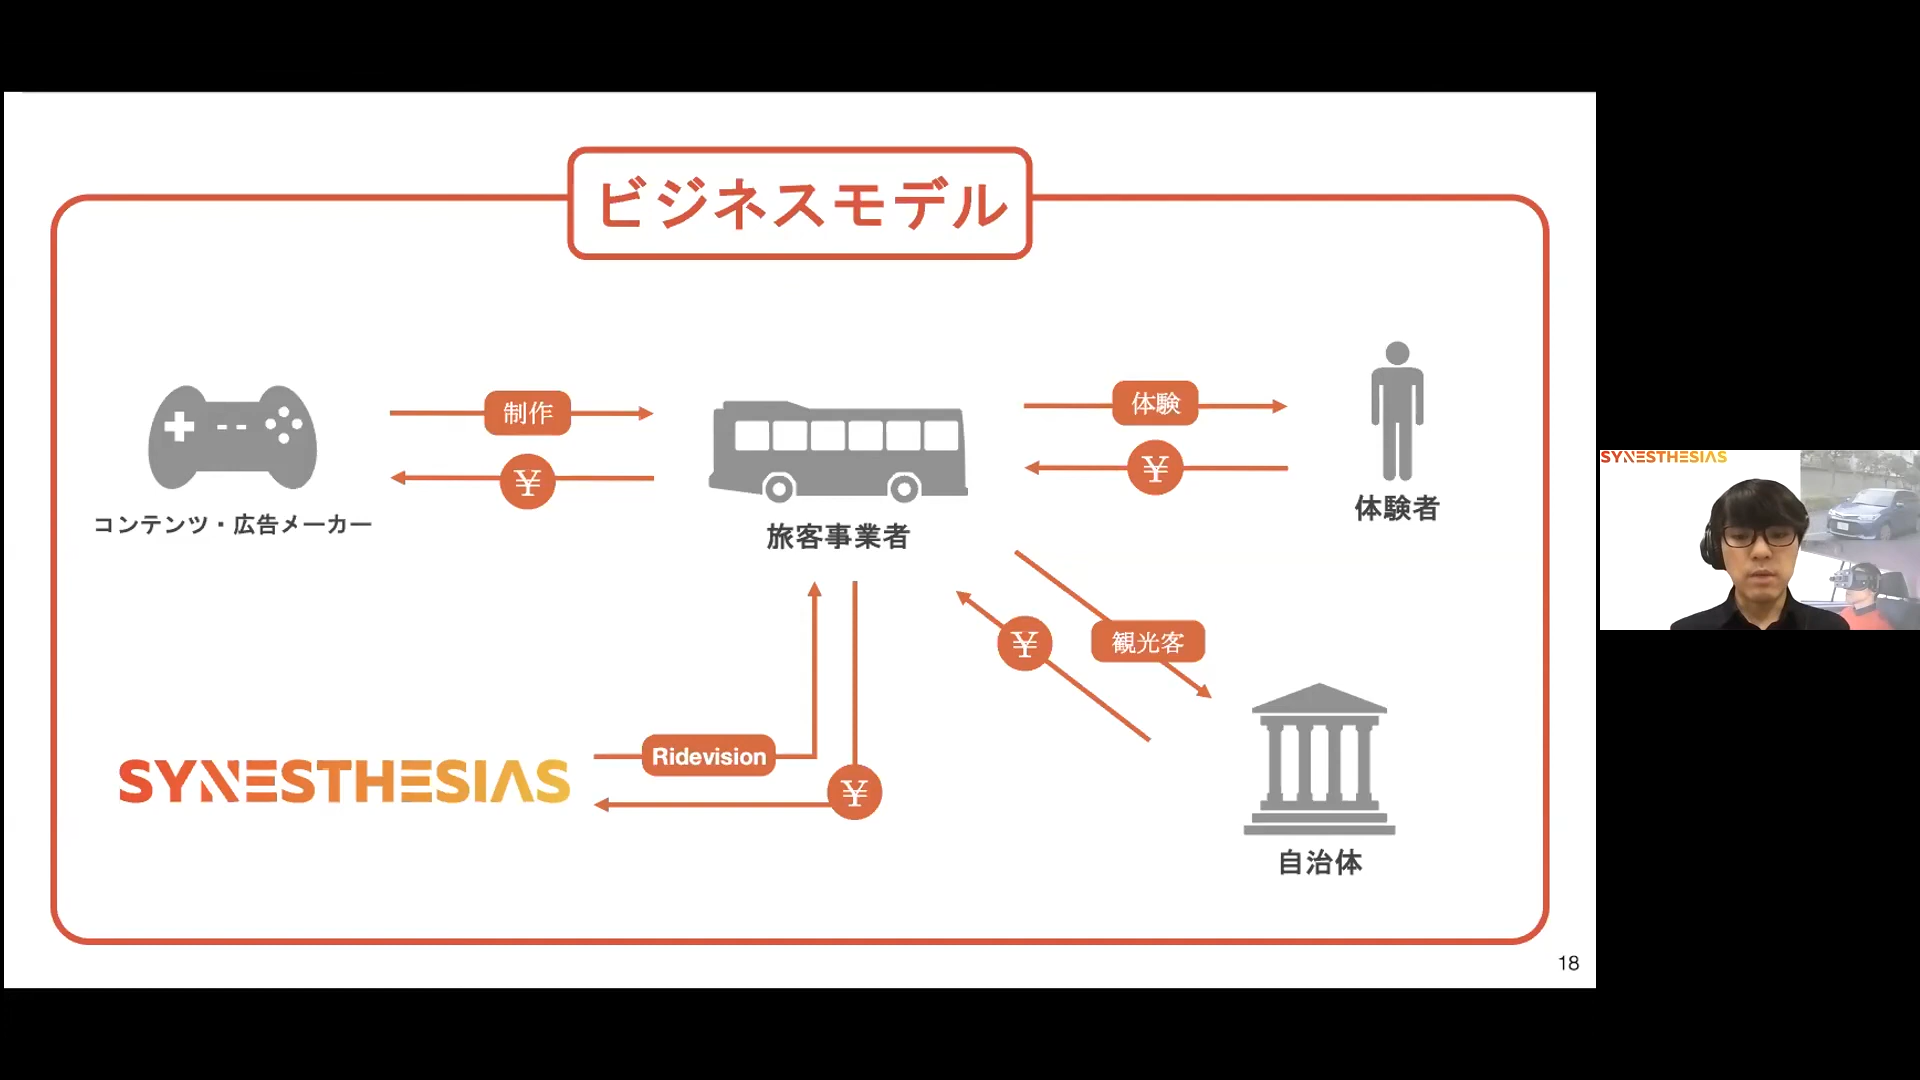 ビジネスモデル
制作
¥
コンテンツ・広告メーカー
旅客事業者
体験
¥
体験者
¥
観光客
自治体
SYNESTHESIAS
Ridevision
¥
18
SYNESTHESIAS